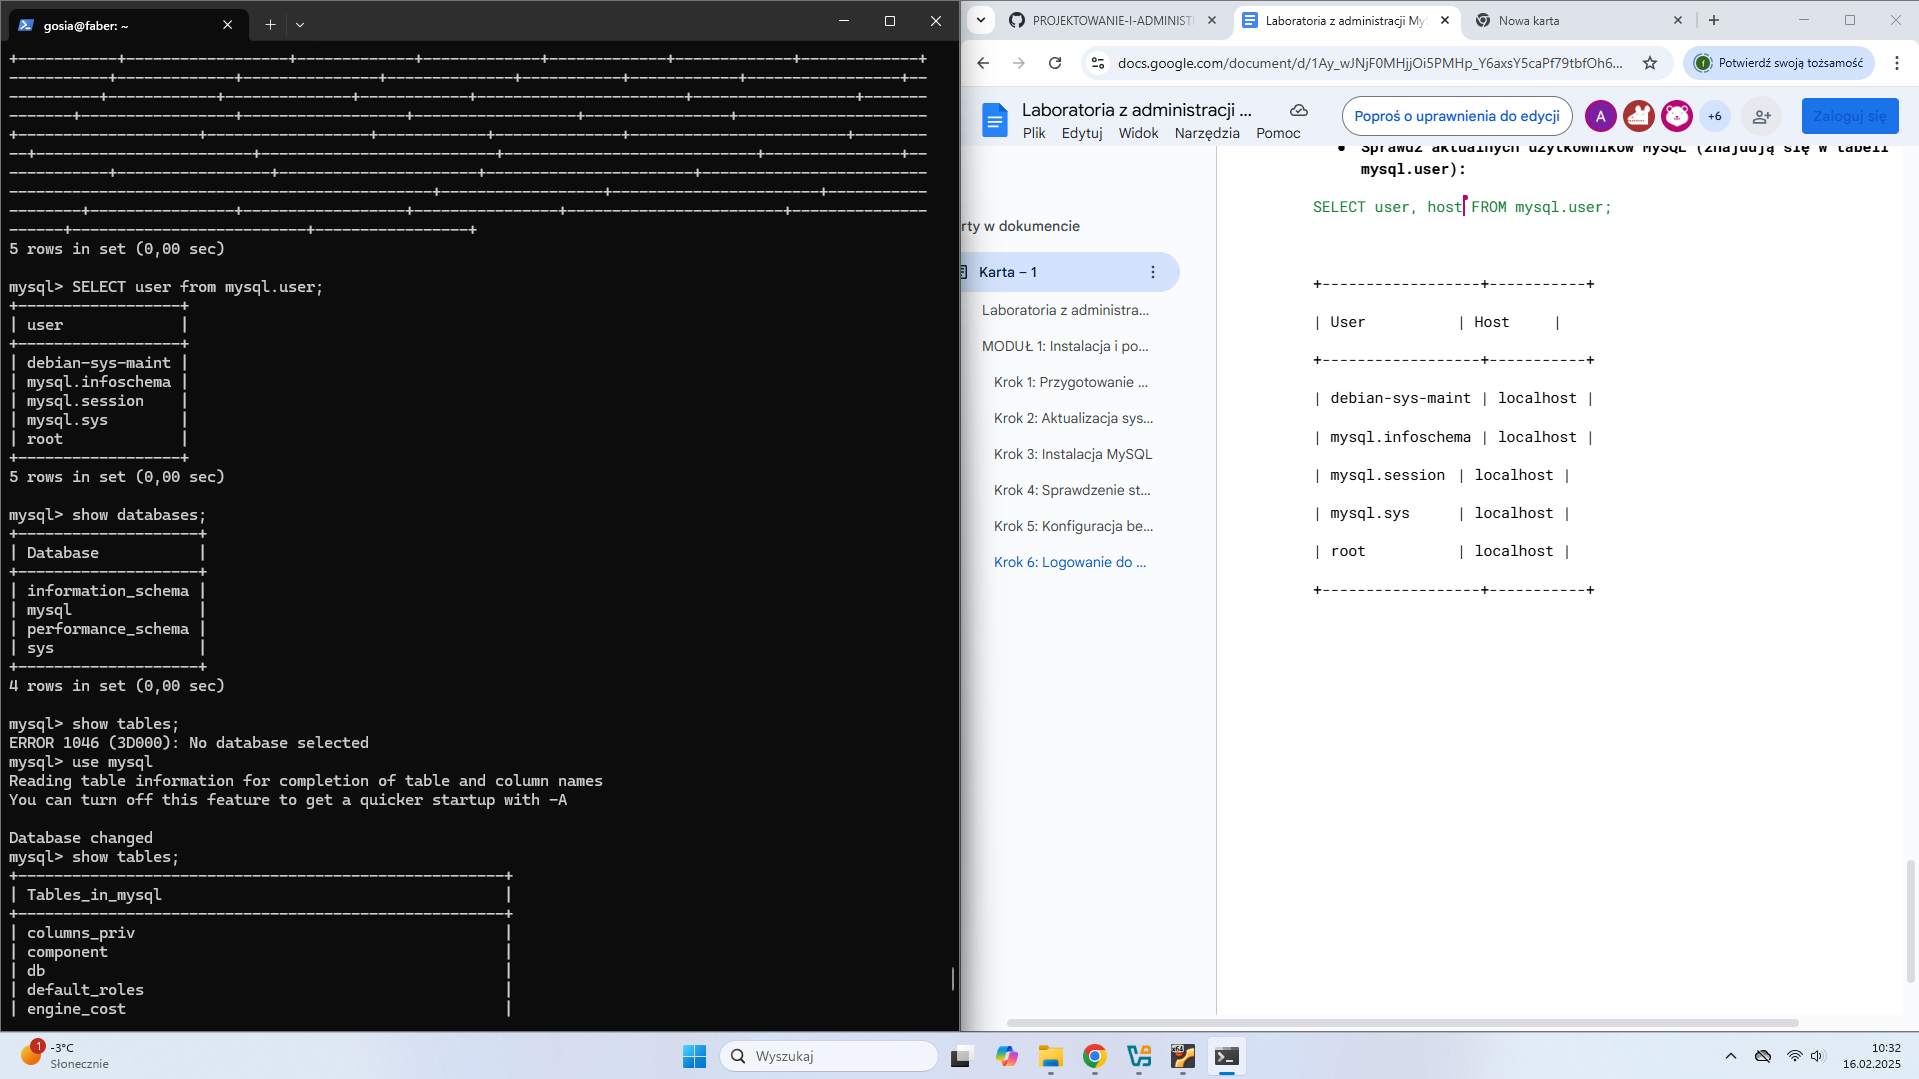 gosia@faber: ~
5 rows in set (0,00 sec)
mysql> SELECT user from mysql.user;
+------------------+
| user             |
+------------------+
| debian-sys-maint |
| mysql.infoschema |
| mysql.session    |
| mysql.sys        |
| root             |
+------------------+
5 rows in set (0,00 sec)
mysql> show databases;
+--------------------+
| Database           |
+--------------------+
| information_schema |
| mysql              |
| performance_schema |
| sys                |
+--------------------+
4 rows in set (0,00 sec)
mysql> show tables;
ERROR 1046 (3D000): No database selected
mysql> use mysql
Reading table information for completion of table and column names
You can turn off this feature to get a quicker startup with -A
Database changed
mysql> show tables;
+------------------------------------------------------+
| Tables_in_mysql                                      |
+------------------------------------------------------+
| columns_priv                                         |
| component                                            |
| db                                                   |
| default_roles                                        |
| engine_cost                                          |
PROJEKTOWANIE-I-ADMINIST
Laboratoria z administracji My
Nowa karta
docs.google.com/document/d/1Ay_wJNjF0MHjjOi5PMHp_Y6axsY5caPf79tbfOh6...
Potwierdź swoją tożsamość
Laboratoria z administracji ...
Plik Edytuj Widok Narzędzia Pomoc
Poproś o uprawnienia do edycji
A
+6
Zaloguj się
rty w dokumencie
Karta – 1
Laboratoria z administra...
MODUŁ 1: Instalacja i po...
Krok 1: Przygotowanie ...
Krok 2: Aktualizacja sys...
Krok 3: Instalacja MySQL
Krok 4: Sprawdzenie st...
Krok 5: Konfiguracja be...
Krok 6: Logowanie do ...
● Sprawdź aktualnych użytkowników MySQL (znajdują się w tabeli
mysql.user):
SELECT user, host FROM mysql.user;
+------------------+-----------+
| User | Host |
+------------------+-----------+
| debian-sys-maint | localhost |
| mysql.infoschema | localhost |
| mysql.session | localhost |
| mysql.sys | localhost |
| root | localhost |
+------------------+-----------+
1
-3°C
Słonecznie
Wyszukaj
10:32
16.02.2025